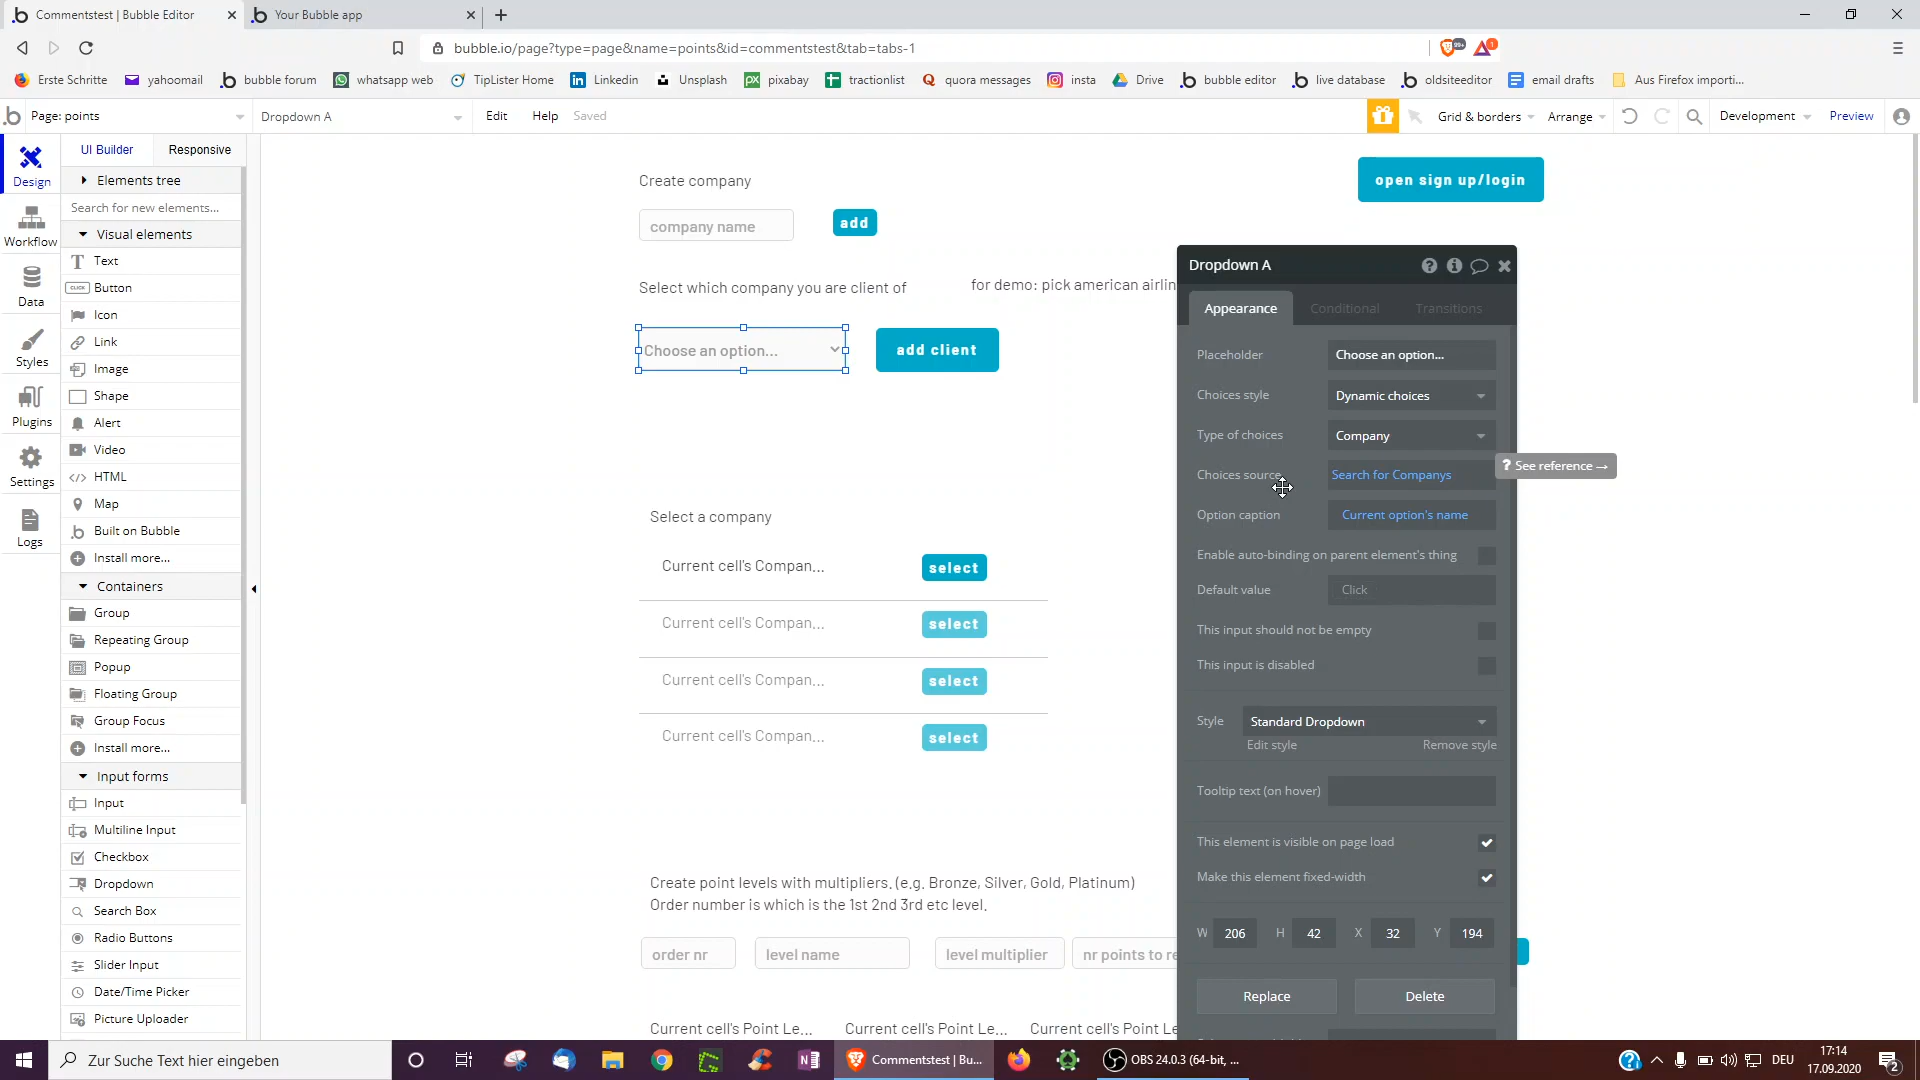 Commentstest | Bubble Editor
Your Bubble app
bubble.io/page?type=page&name=points&id=commentstest&tab=tabs-1
99+
1
Erste Schritte
yahoomail
bubble forum
whatsapp web
TipLister Home
Linkedin
Unsplash
pixabay
tractionlist
quora messages
insta
Drive
bubble editor
live database
oldsiteeditor
email drafts
Aus Firefox importi...
Page: points
Dropdown A
Edit
Help
Saved
Grid & borders
Arrange
Development
Preview
Design
Workflow
Data
Styles
Plugins
Settings
Logs
UI Builder
Responsive
Elements tree
Search for new elements...
Visual elements
Text
CLICK
Button
Icon
Link
Image
Shape
Alert
Video
HTML
Map
Built on Bubble
Install more...
Containers
Group
Repeating Group
Popup
Floating Group
Group Focus
Install more...
Input forms
Input
Multiline Input
Checkbox
Dropdown
Search Box
Radio Buttons
Slider Input
Date/Time Picker
Picture Uploader
Create company
company name
add
open sign up/login
Select which company you are client of
for demo: pick american airlin
Choose an option...
add client
Select a company
Current cell's Compan...
select
Current cell's Compan...
select
Current cell's Compan...
select
Current cell's Compan...
select
Create point levels with multipliers. (e.g. Bronze, Silver, Gold, Platinum)
Order number is which is the 1st 2nd 3rd etc level.
order nr
level name
level multiplier
nr points to re
Current cell's Point Le...
Current cell's Point Le...
Current cell's Point Le...
Dropdown A
Appearance
Conditional
Transitions
Placeholder
Choose an option...
Choices style
Dynamic choices
Type of choices
Company
Choices source
Search for Companys
? See reference →
Option caption
Current option's name
Enable auto-binding on parent element's thing
Default value
Click
This input should not be empty
This input is disabled
Style
Standard Dropdown
Edit style
Remove style
Tooltip text (on hover)
This element is visible on page load
Make this element fixed-width
W 206 H 42 X 32 Y 194
Replace
Delete
Zur Suche Text hier eingeben
Commentstest | Bu...
OBS 24.0.3 (64-bit, ...
DEU
17:14
17.09.2020
2